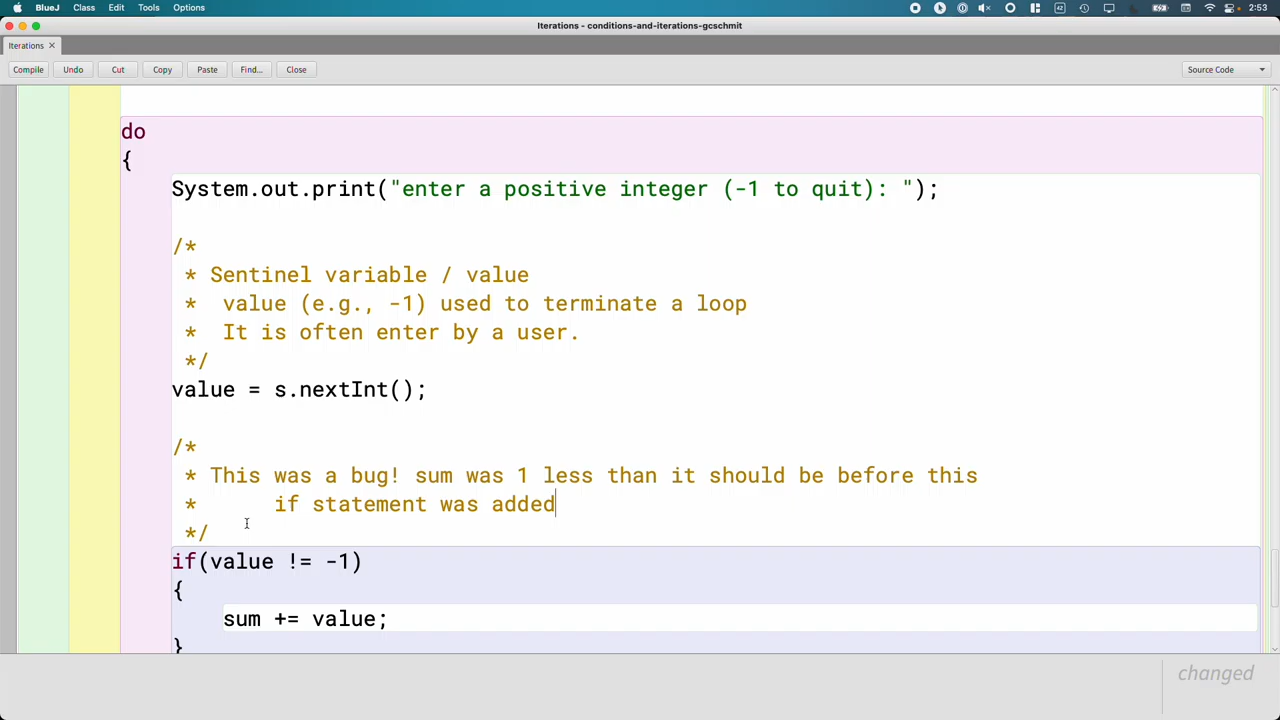 BlueJ Class Edit Tools Options 42 2:53
Iterations - conditions-and-iterations-gcschmit
Iterations ✕
Compile Undo Cut Copy Paste Find... Close Source Code
do
{
System.out.print("enter a positive integer (-1 to quit): ");
/*
* Sentinel variable / value
* value (e.g., -1) used to terminate a loop
* It is often enter by a user.
*/
value = s.nextInt();
/*
* This was a bug! sum was 1 less than it should be before this
* if statement was added
*/
if(value != -1)
{
sum += value;
}
changed